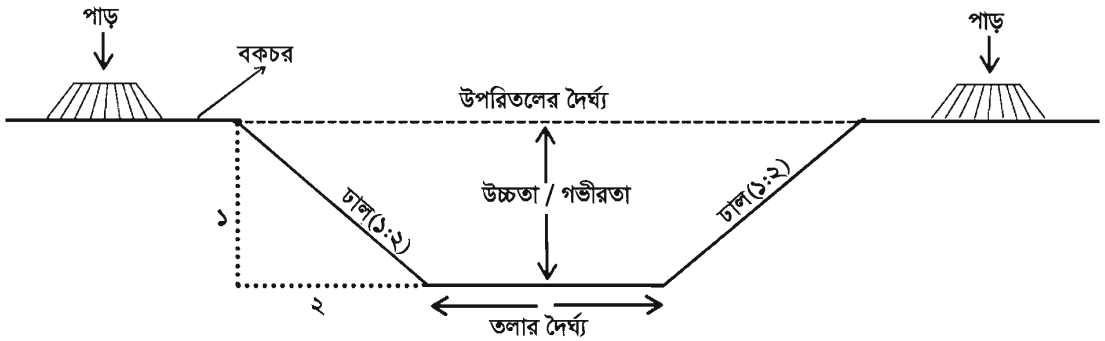 পাড়
পাড়
বকচর
উপরিতলের দৈর্ঘ্য
উচ্চতা / গভীরতা
ঢাল(১:২)
ঢাল(১:২)
১
২
তলার দৈর্ঘ্য